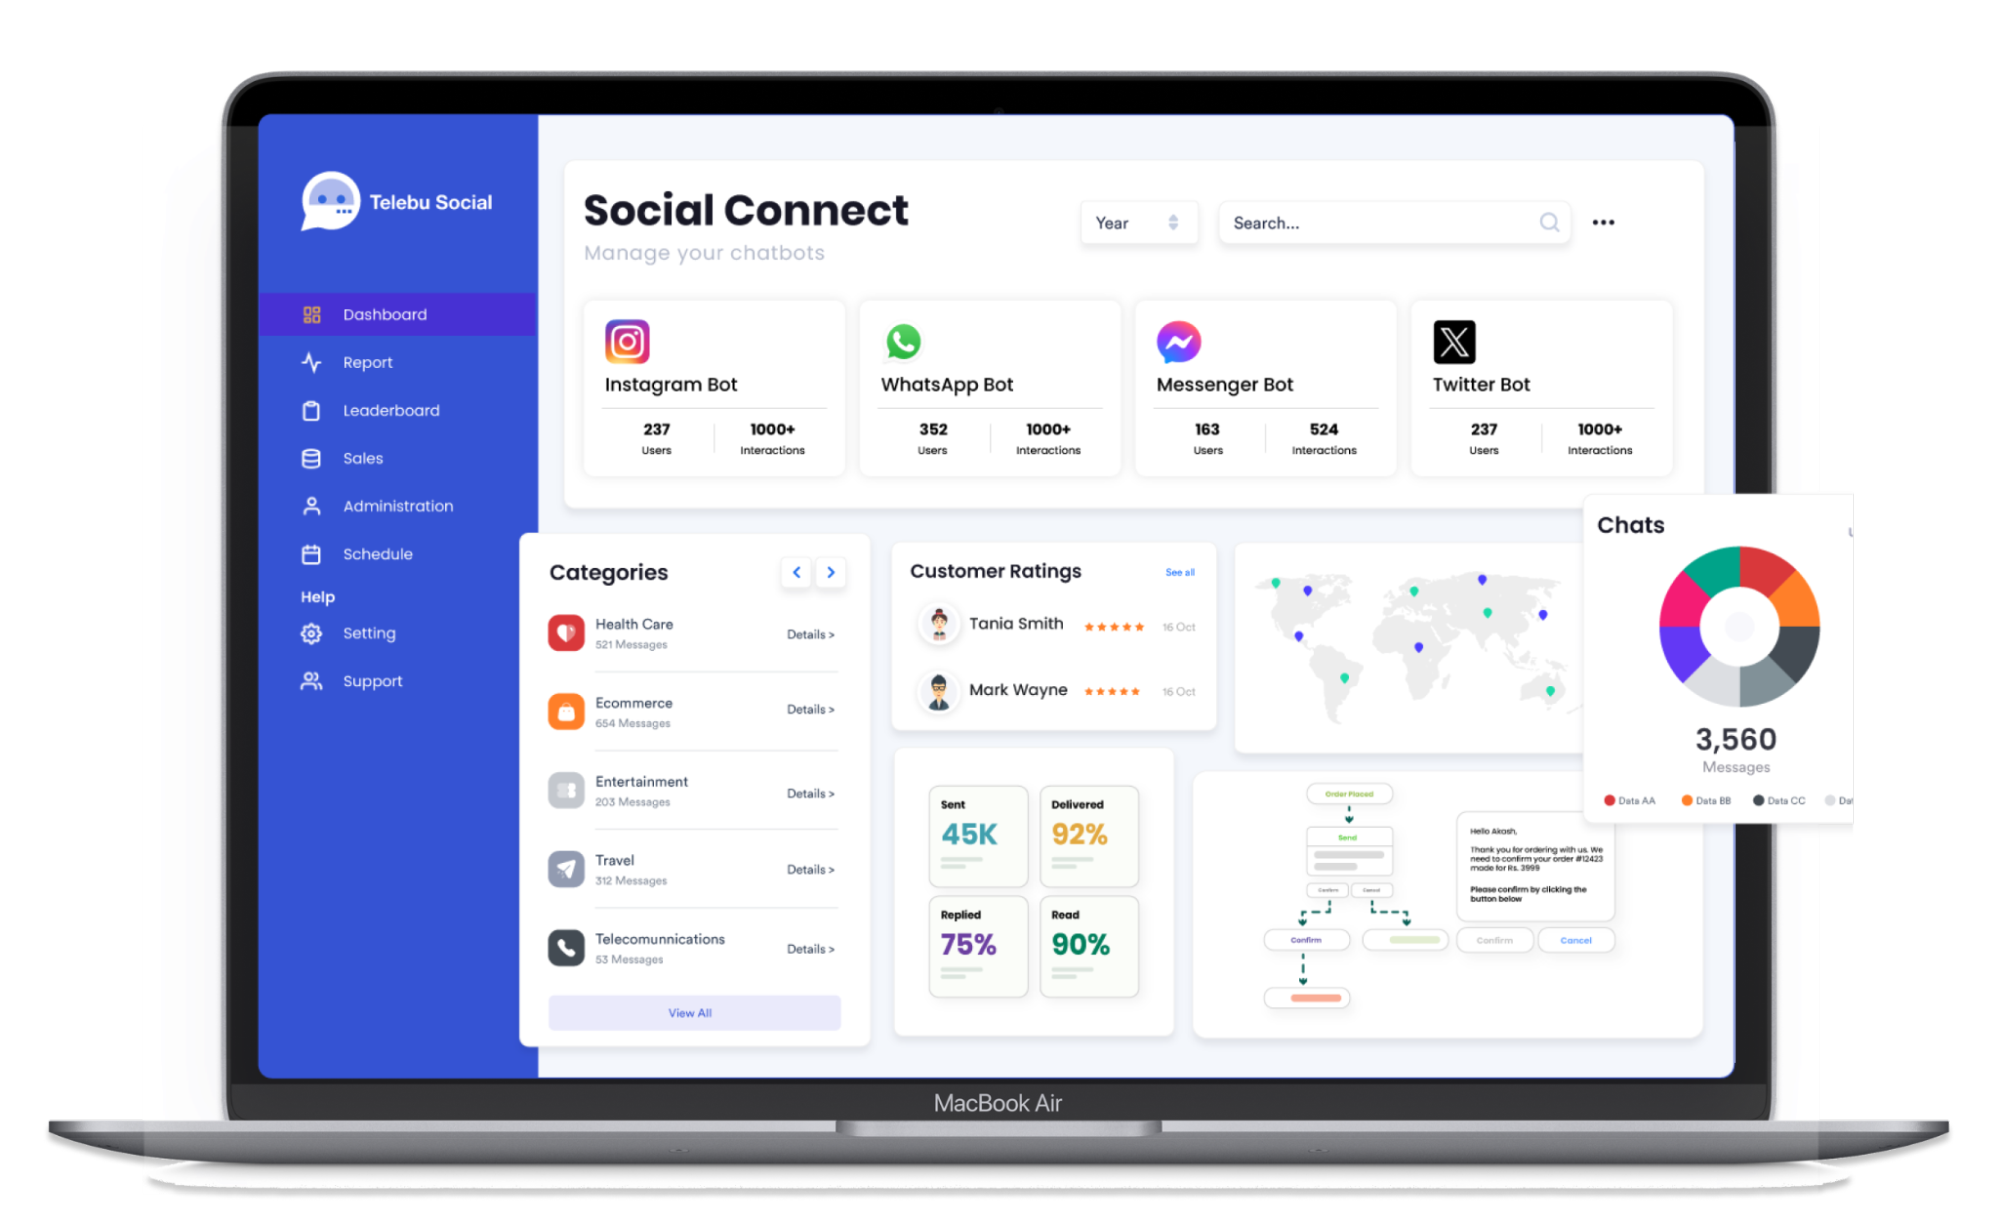 Telebu Social
Dashboard
Report
Leaderboard
Sales
Administration
Schedule
Help
Setting
Support
Social Connect
Manage your chatbots
Year
Search...
Instagram Bot
237
Users
1000+
Interactions
WhatsApp Bot
352
Users
1000+
Interactions
Messenger Bot
163
Users
524
Interactions
Twitter Bot
237
Users
1000+
Interactions
Categories
Health Care
521 Messages
Details >
Ecommerce
654 Messages
Details >
Entertainment
203 Messages
Details >
Travel
312 Messages
Details >
Telecomunnications
53 Messages
Details >
View All
Customer Ratings
See all
Tania Smith
16 Oct
Mark Wayne
16 Oct
Sent
45K
Delivered
92%
Replied
75%
Read
90%
Order Placed
Send
Confirm
Cancel
Confirm
Hello Akash,
Thank you for ordering with us. We
need to confirm your order #12423
made for Rs. 3999
Please confirm by clicking the
button below
Confirm
Cancel
Chats
3,560
Messages
Data AA
Data BB
Data CC
MacBook Air